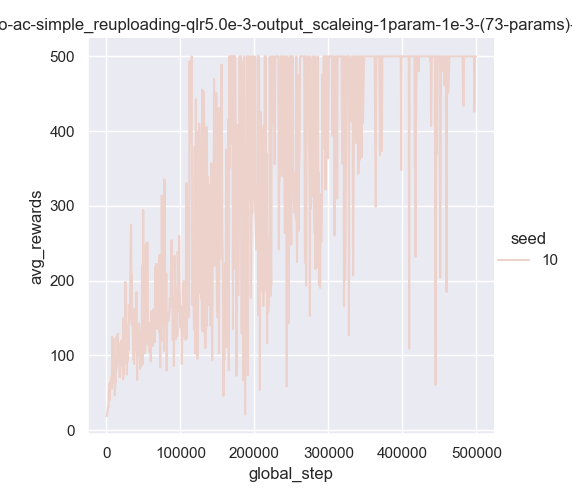 o-ac-simple_reuploading-qlr5.0e-3-output_scaleing-1param-1e-3-(73-params)-
500
400
300
200
100
0
avg_rewards
0 100000 200000 300000 400000 500000
global_step
seed
10